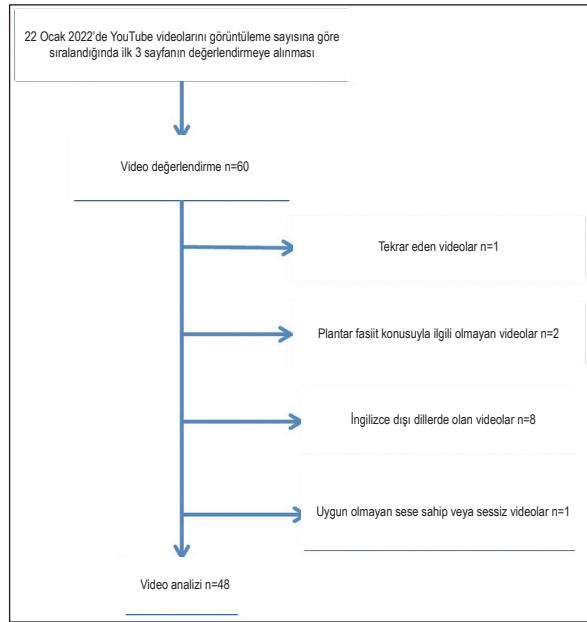 22 Ocak 2022'de YouTube videolarını görüntüleme sayısına göre
sıralandığında ilk 3 sayfanın değerlendirmeye alınması
Video değerlendirme n=60
Tekrar eden videolar n=1
Plantar fasiit konusuyla ilgili olmayan videolar n=2
İngilizce dışı dillerde olan videolar n=8
Uygun olmayan sese sahip veya sessiz videolar n=1
Video analizi n=48